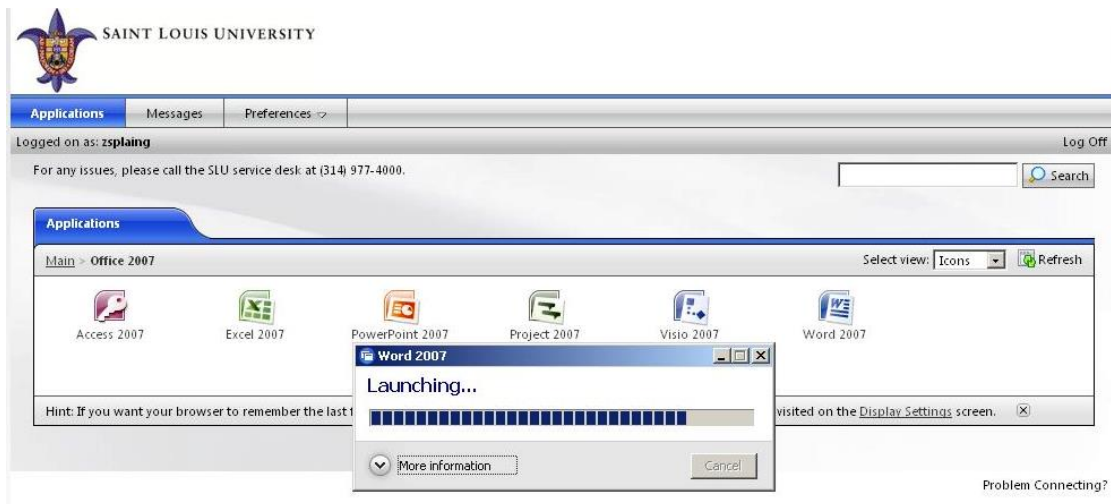 SAINT LOUIS UNIVERSITY
Applications Messages Preferences
Logged on as: zsplaing Log Off
For any issues, please call the SLU service desk at (314) 977-4000.
Search
Applications
Main > Office 2007 Select view: Icons Refresh
Access 2007 Excel 2007 PowerPoint 2007 Project 2007 Visio 2007 Word 2007
Word 2007
Launching...
Hint: If you want your browser to remember the last visited on the Display Settings screen.
More information Cancel
Problem Connecting?